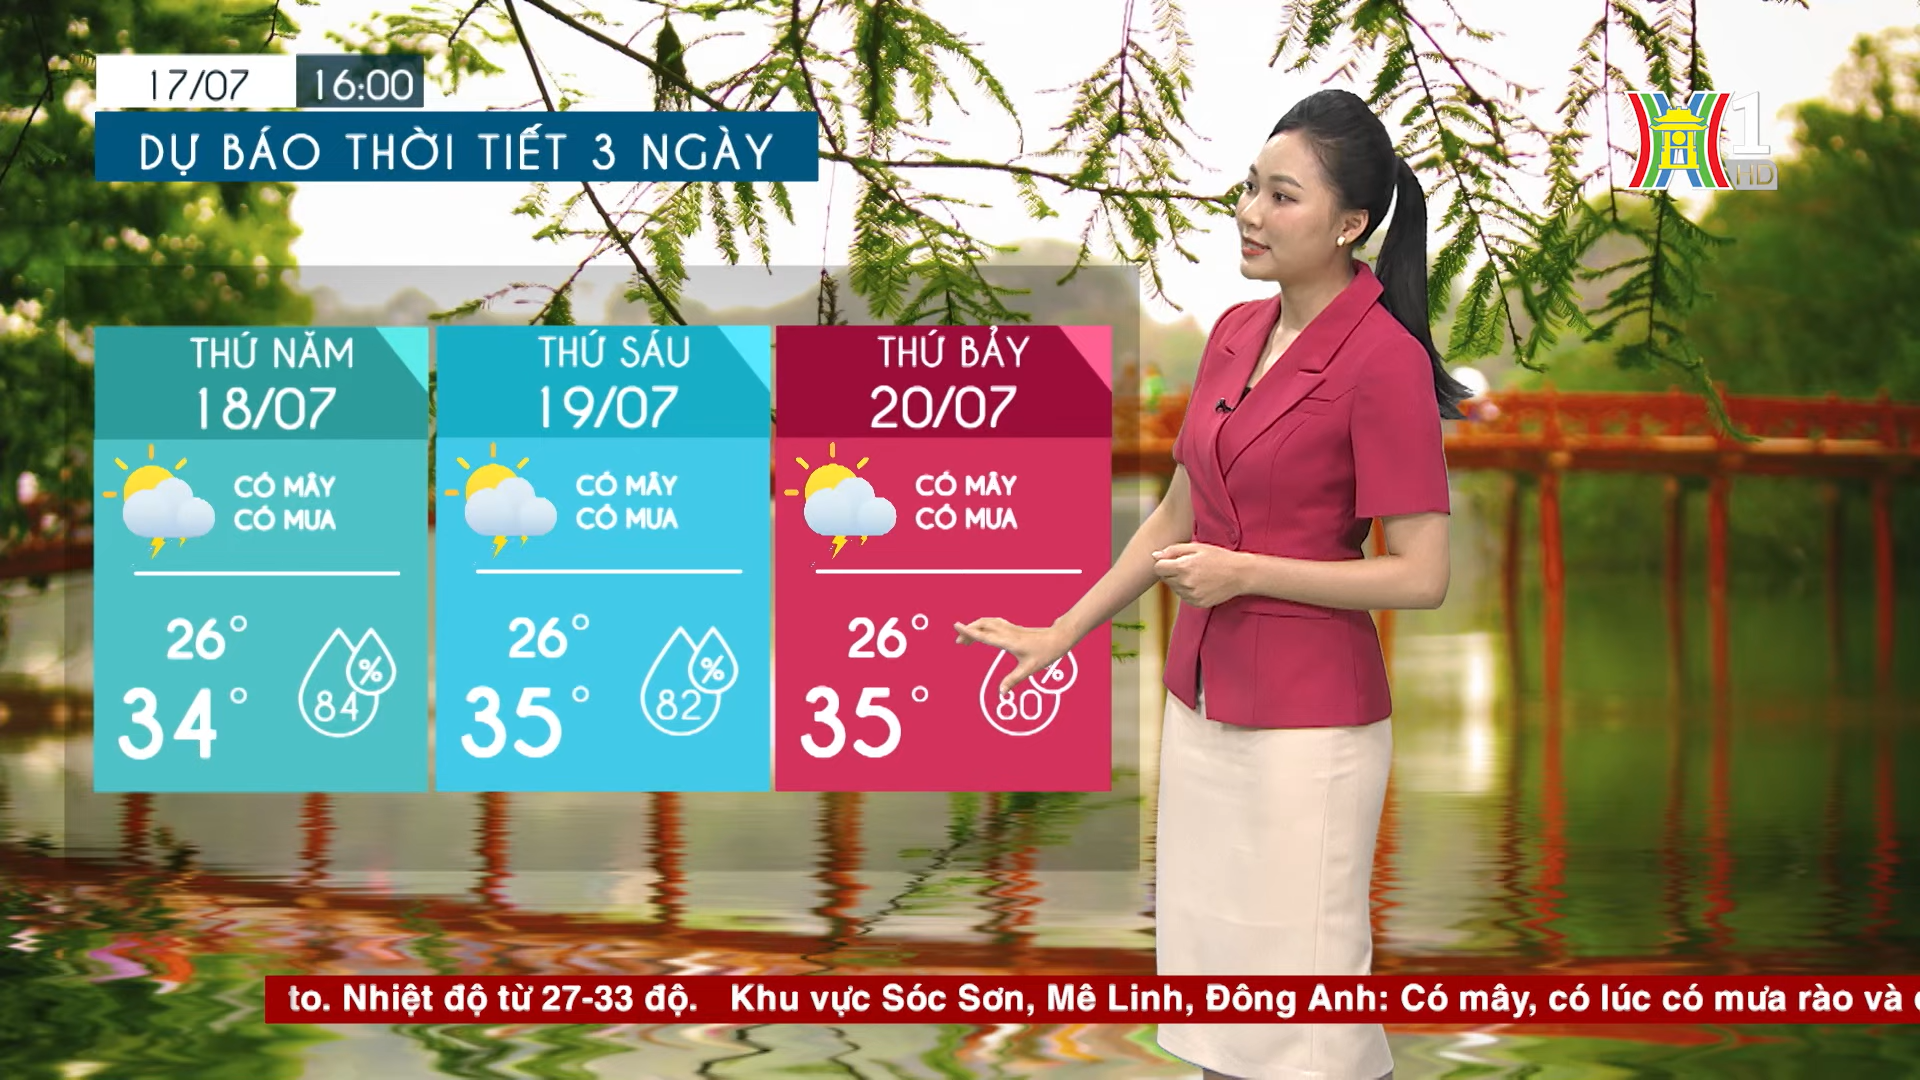 17/07 16:00
DỰ BÁO THỜI TIẾT 3 NGÀY
1
HD
THỨ NĂM
18/07
CÓ MÂY
CÓ MƯA
26°
34°
%
84
THỨ SÁU
19/07
CÓ MÂY
CÓ MƯA
26°
35°
%
82
THỨ BẢY
20/07
CÓ MÂY
CÓ MƯA
26°
35°
%
80
to. Nhiệt độ từ 27-33 độ. Khu vực Sóc Sơn, Mê Linh, Đông Anh: Có mây, có lúc có mưa rào và